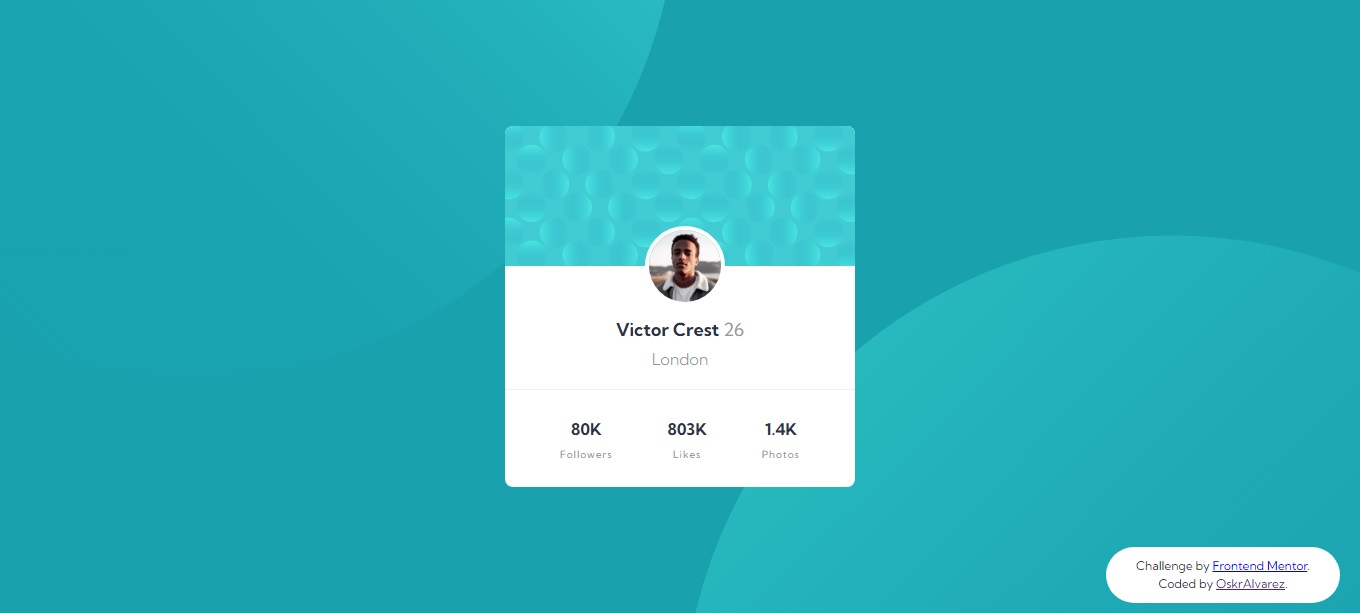 Victor Crest 26
London
80K 803K 1.4K
Followers Likes Photos
Challenge by Frontend Mentor.
Coded by OskrAlvarez.